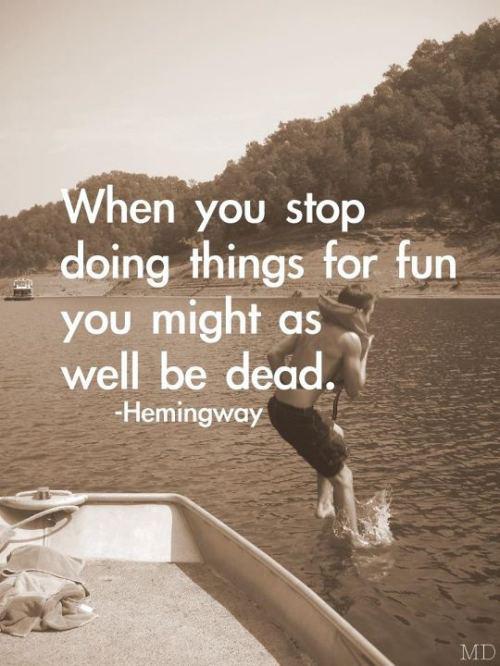 When you stop
doing things for fun
you might as
well be dead.
-Hemingway
MD